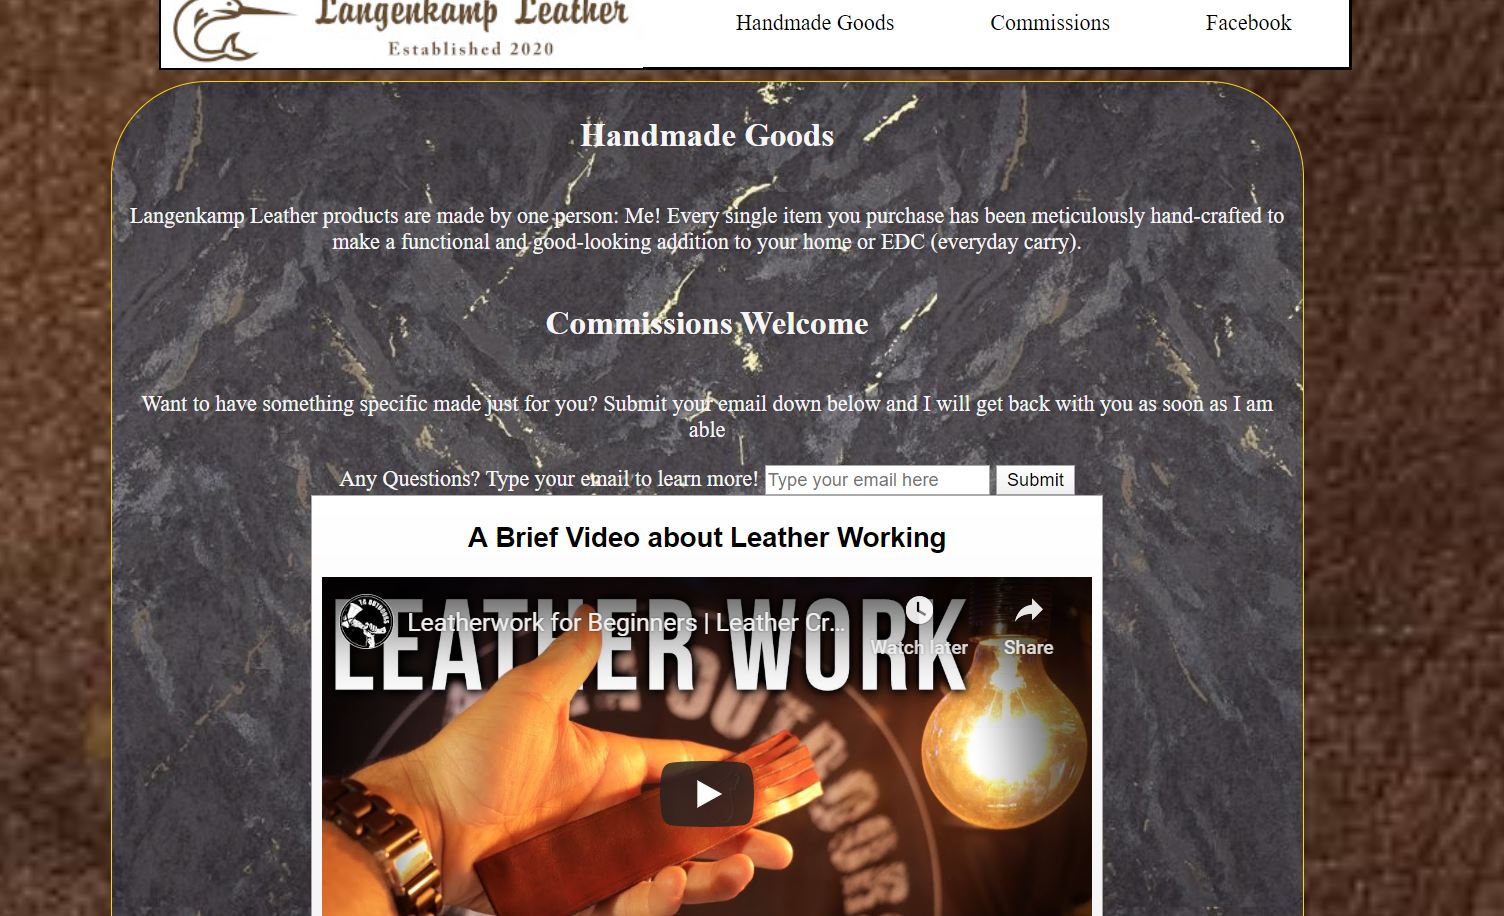 Langenkamp Leather
Established 2020
Handmade Goods
Commissions
Facebook
Handmade Goods
Langenkamp Leather products are made by one person: Me! Every single item you purchase has been meticulously hand-crafted to
make a functional and good-looking addition to your home or EDC (everyday carry).
Commissions Welcome
Want to have something specific made just for you? Submit your email down below and I will get back with you as soon as I am
able
Any Questions? Type your email to learn more!
Type your email here
Submit
A Brief Video about Leather Working
LEATHER WORK
TA OUTDOORS
Leatherwork for Beginners | Leather Cr...
Watch later
Share